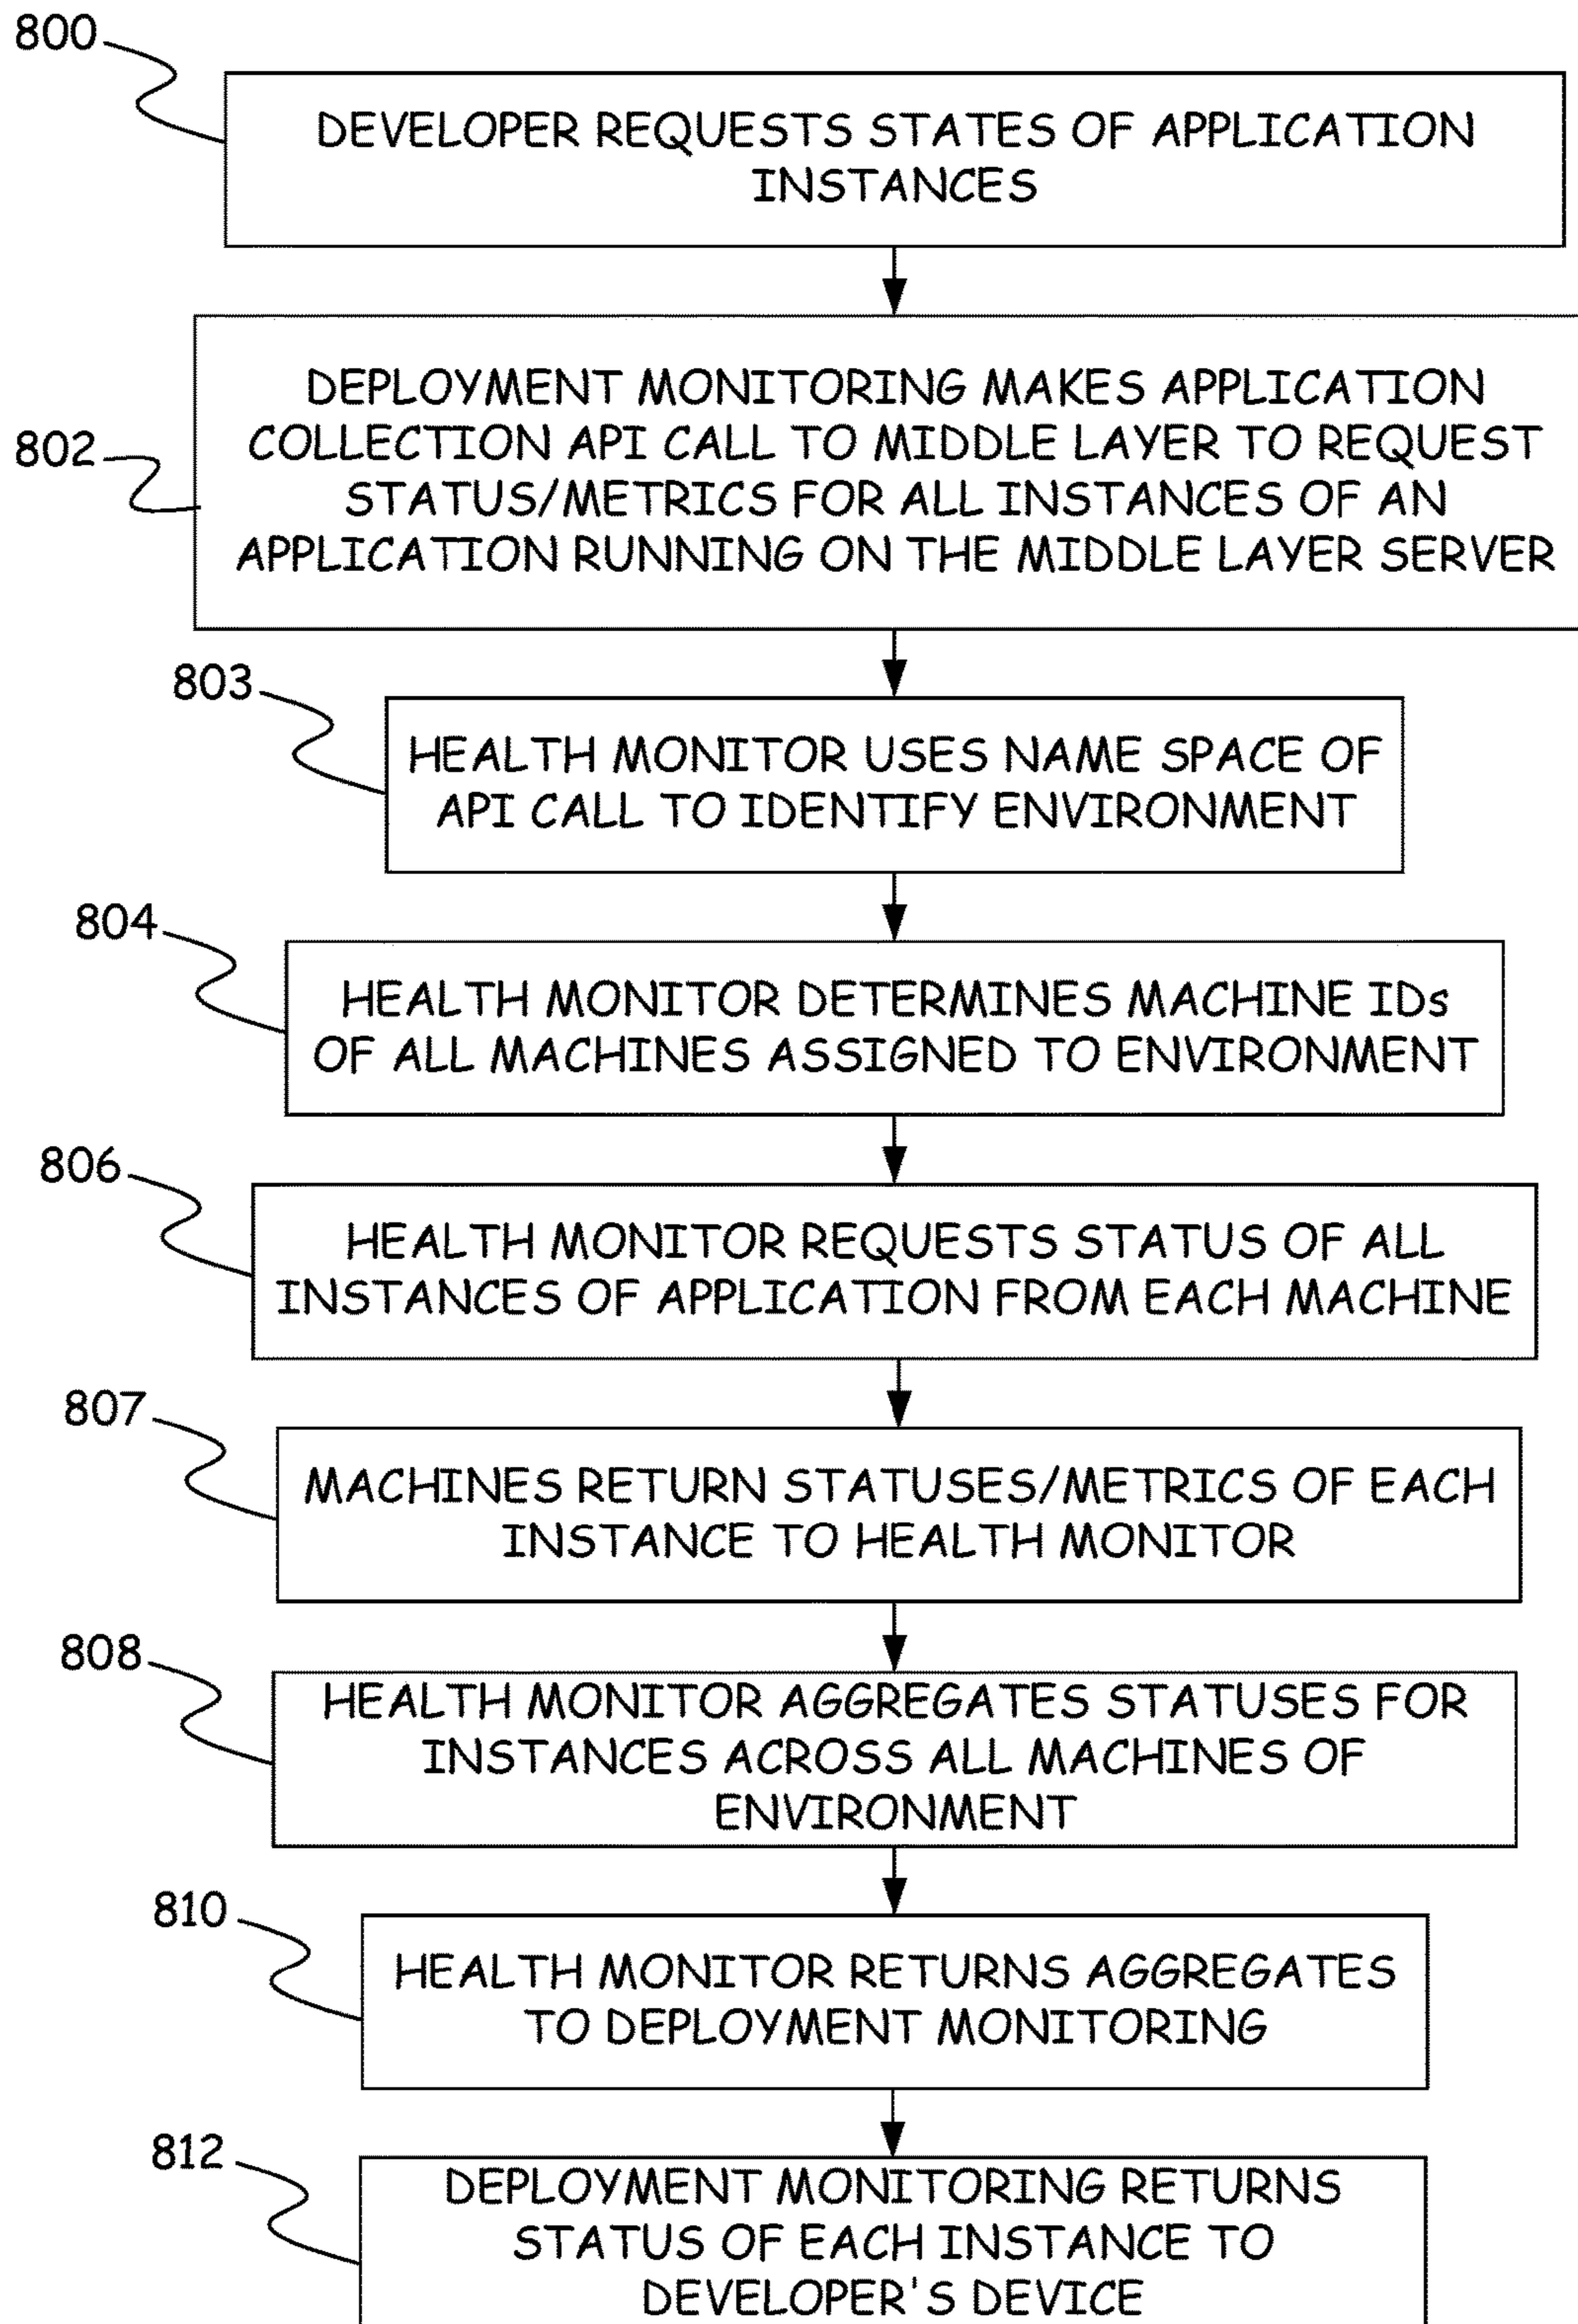 800
DEVELOPER REQUESTS STATES OF APPLICATION
INSTANCES
802
DEPLOYMENT MONITORING MAKES APPLICATION
COLLECTION API CALL TO MIDDLE LAYER TO REQUEST
STATUS/METRICS FOR ALL INSTANCES OF AN
APPLICATION RUNNING ON THE MIDDLE LAYER SERVER
803
HEALTH MONITOR USES NAME SPACE OF
API CALL TO IDENTIFY ENVIRONMENT
804
HEALTH MONITOR DETERMINES MACHINE IDs
OF ALL MACHINES ASSIGNED TO ENVIRONMENT
806
HEALTH MONITOR REQUESTS STATUS OF ALL
INSTANCES OF APPLICATION FROM EACH MACHINE
807
MACHINES RETURN STATUSES/METRICS OF EACH
INSTANCE TO HEALTH MONITOR
808
HEALTH MONITOR AGGREGATES STATUSES FOR
INSTANCES ACROSS ALL MACHINES OF
ENVIRONMENT
810
HEALTH MONITOR RETURNS AGGREGATES
TO DEPLOYMENT MONITORING
812
DEPLOYMENT MONITORING RETURNS
STATUS OF EACH INSTANCE TO
DEVELOPER'S DEVICE